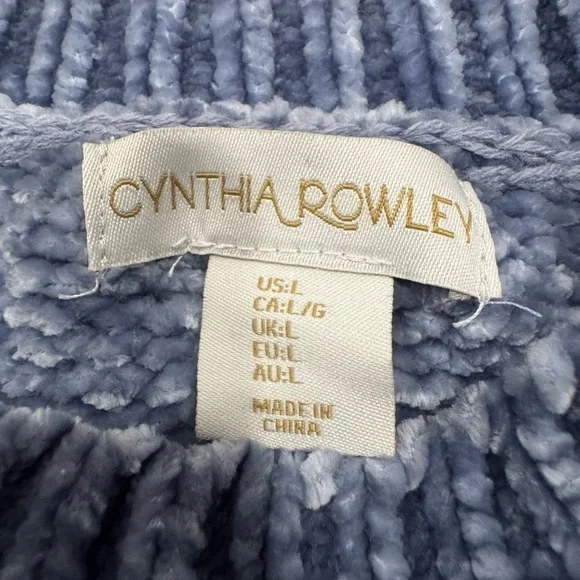 CYNTHIA ROWLEY
US:L
CA:L/G
UK:L
EU:L
AU:L
MADE IN
CHINA